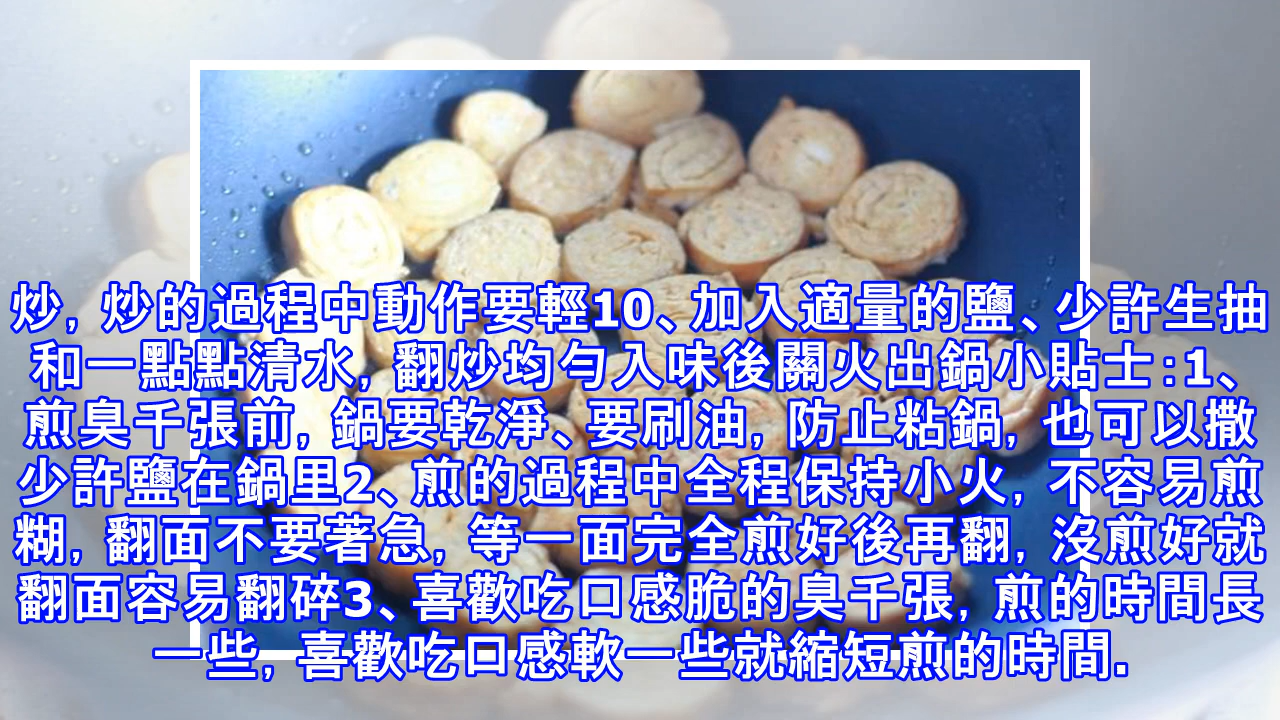 炒, 炒的過程中動作要輕10、加入適量的鹽、少許生抽
和一點點清水, 翻炒均勻入味後關火出鍋小貼士:1、
煎臭千張前, 鍋要乾淨、要刷油, 防止粘鍋, 也可以撒
少許鹽在鍋里2、煎的過程中全程保持小火, 不容易煎
糊, 翻面不要著急, 等一面完全煎好後再翻, 沒煎好就
翻面容易翻碎3、喜歡吃口感脆的臭千張, 煎的時間長
一些, 喜歡吃口感軟一些就縮短煎的時間.